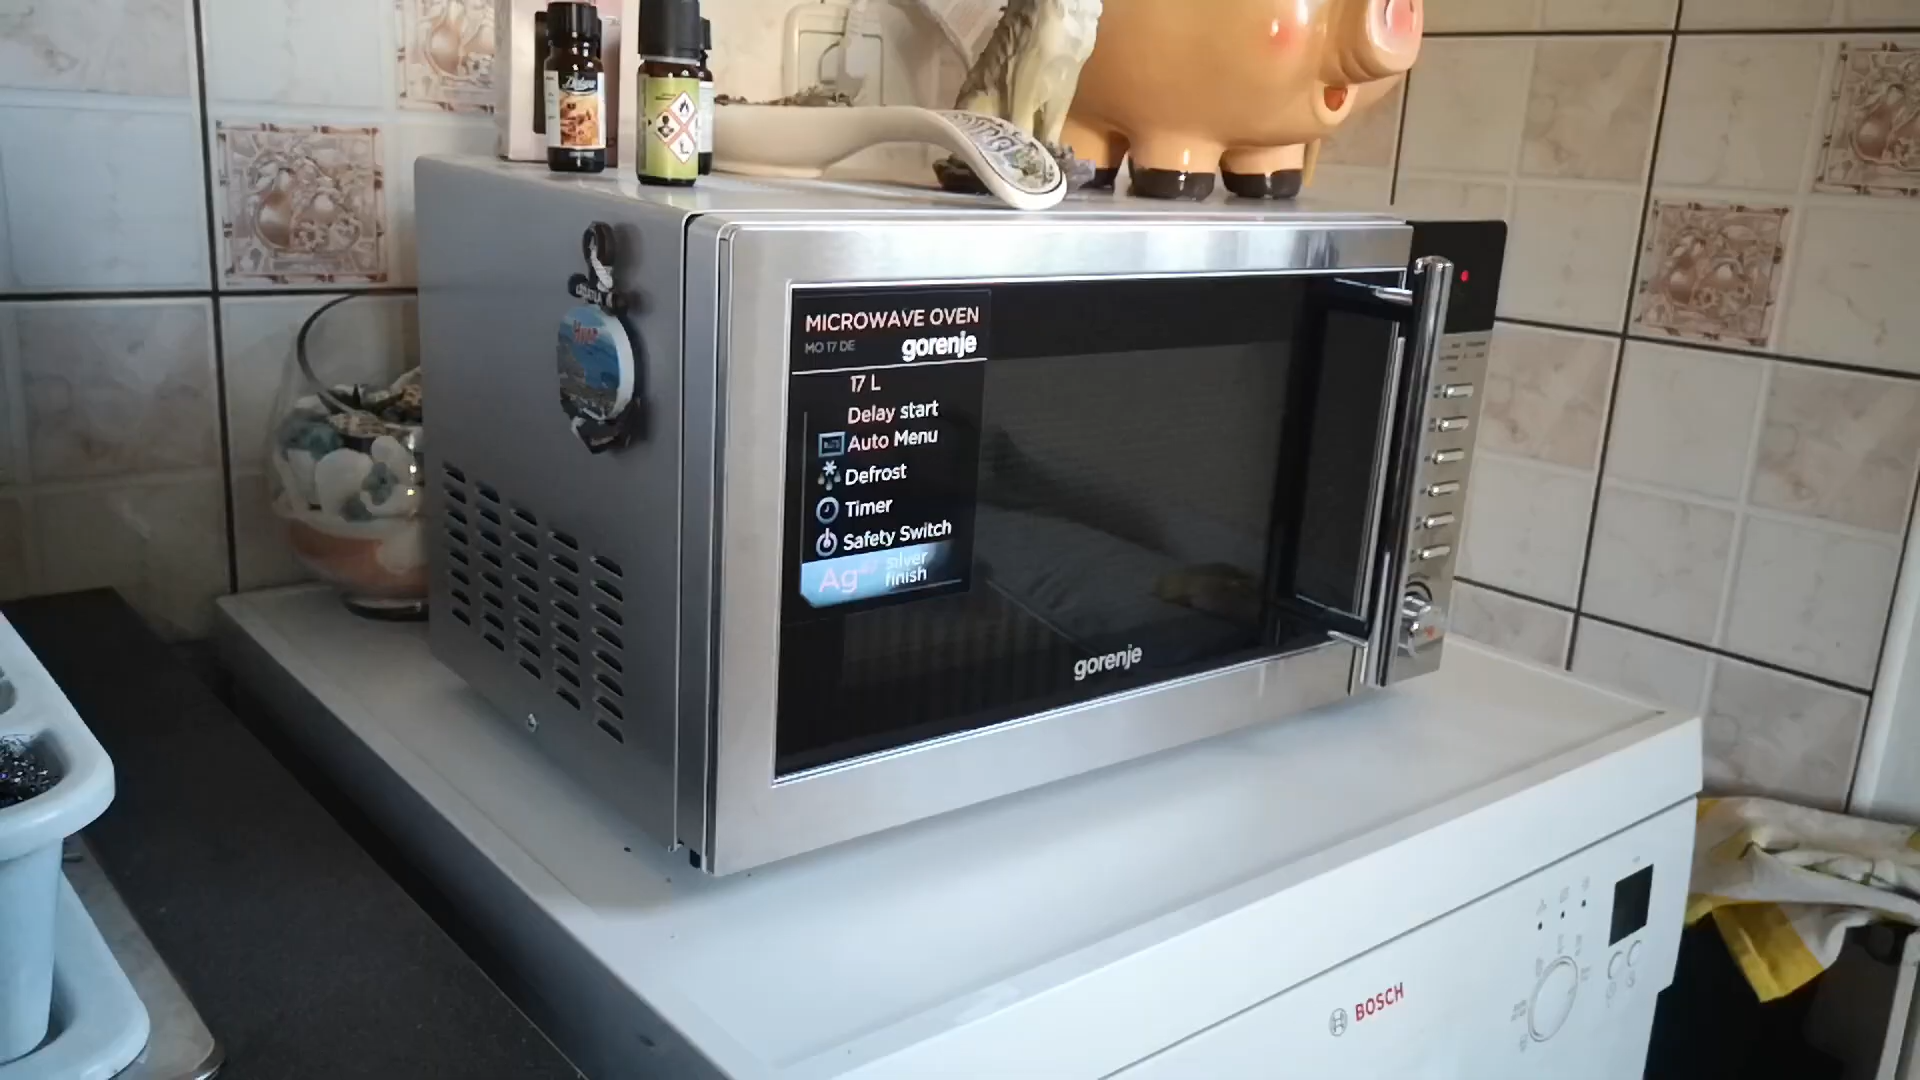 MICROWAVE OVEN
MO 17 DE
gorenje
17 L
Delay start
Auto Menu
Defrost
Timer
Safety Switch
Ag silver
finish
gorenje
BOSCH
Hvar